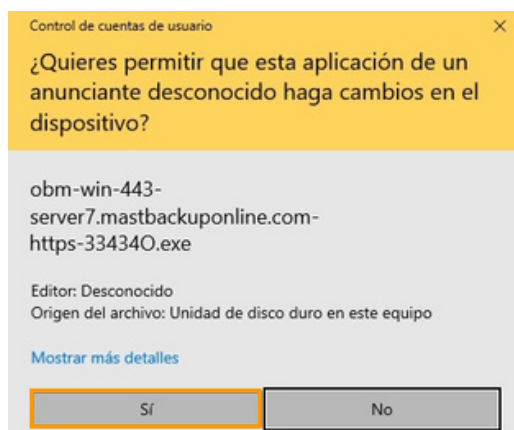 Control de cuentas de usuario
¿Quieres permitir que esta aplicación de un
anunciante desconocido haga cambios en el
dispositivo?
obm-win-443-
server7.mastbackuponline.com-
https-33434O.exe
Editor: Desconocido
Origen del archivo: Unidad de disco duro en este equipo
Mostrar más detalles
Sí
No